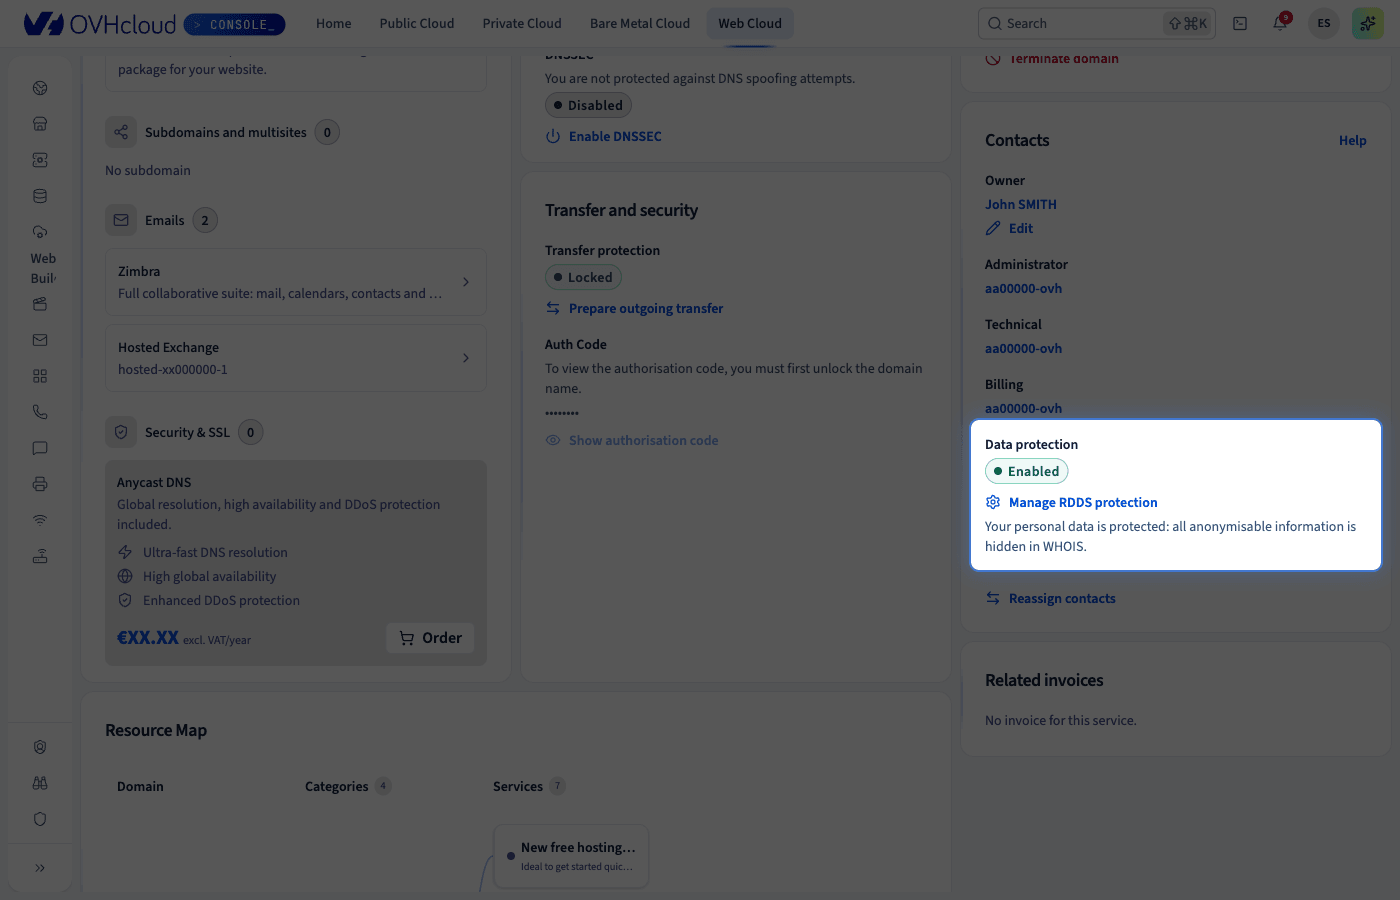 OVHcloud > CONSOLE_
Home
Public Cloud
Private Cloud
Bare Metal Cloud
Web Cloud
Search
⇧⌘K
9
ES
package for your website.
Subdomains and multisites 0
No subdomain
Emails 2
Zimbra
Full collaborative suite: mail, calendars, contacts and ...
Hosted Exchange
hosted-xx000000-1
Security & SSL 0
Anycast DNS
Global resolution, high availability and DDoS protection
included.
Ultra-fast DNS resolution
High global availability
Enhanced DDoS protection
€XX.XX excl. VAT/year
Order
Web
Buil
DNSSEC
You are not protected against DNS spoofing attempts.
Disabled
Enable DNSSEC
Transfer and security
Transfer protection
Locked
Prepare outgoing transfer
Auth Code
To view the authorisation code, you must first unlock the domain
name.
••••••••
Show authorisation code
Terminate domain
Contacts
Help
Owner
John SMITH
Edit
Administrator
aa00000-ovh
Technical
aa00000-ovh
Billing
aa00000-ovh
Data protection
Enabled
Manage RDDS protection
Your personal data is protected: all anonymisable information is
hidden in WHOIS.
Reassign contacts
Related invoices
No invoice for this service.
Resource Map
Domain
Categories 4
Services 7
New free hosting...
Ideal to get started quic...